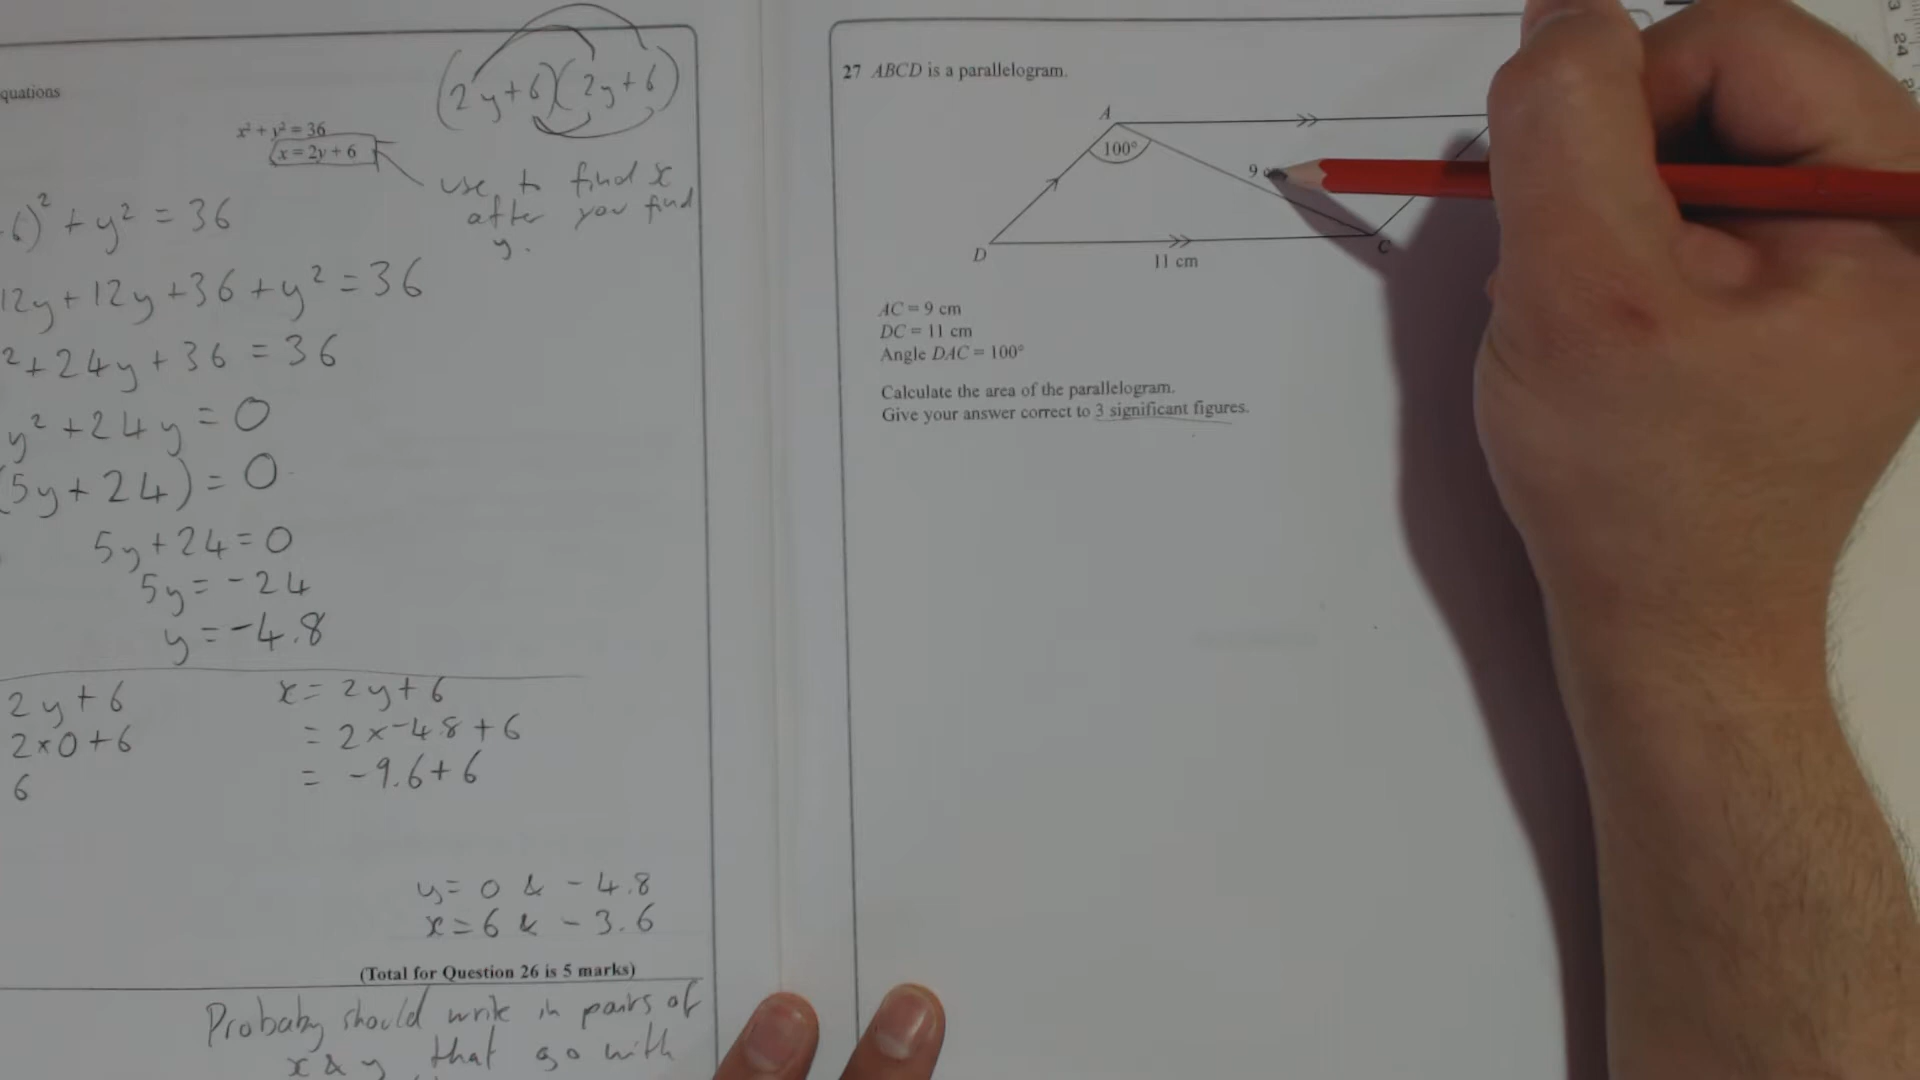 quations
x² + y² = 36
x = 2y + 6
(2y+6)(2y+6)
use to find x
after you find
y.
6)² + y² = 36
12y + 12y + 36 + y² = 36
² + 24y + 36 = 36
y² + 24y = 0
(5y + 24) = 0
5y + 24 = 0
5y = -24
y = -4.8
2y + 6
2×0 + 6
6
x = 2y + 6
= 2 × -4.8 + 6
= -9.6 + 6
y = 0 & -4.8
x = 6 & -3.6
(Total for Question 26 is 5 marks)
Probaby should write in pairs of
x & y that go with
27 ABCD is a parallelogram.
A
100°
9
D
C
11 cm
AC = 9 cm
DC = 11 cm
Angle DAC = 100°
Calculate the area of the parallelogram.
Give your answer correct to 3 significant figures.
24